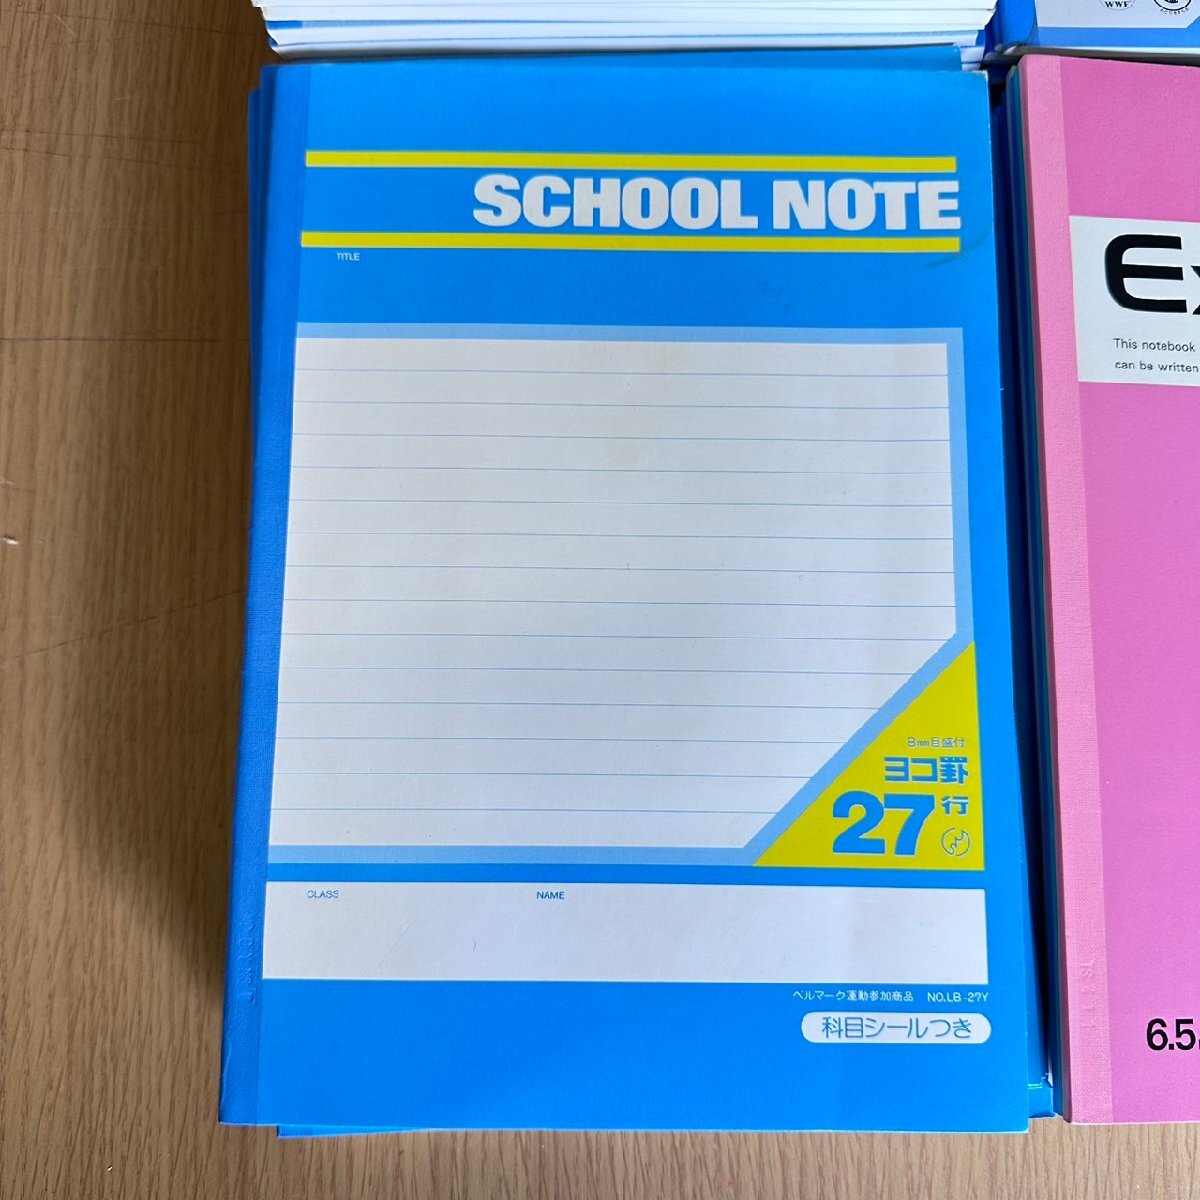 WWF
SCHOOL NOTE
TITLE
8mm目盛付
ヨコ罫
27行
CLASS
NAME
ベルマーク運動参加商品 NO.LB-27Y
科目シールつき
This notebook
can be written
6.5